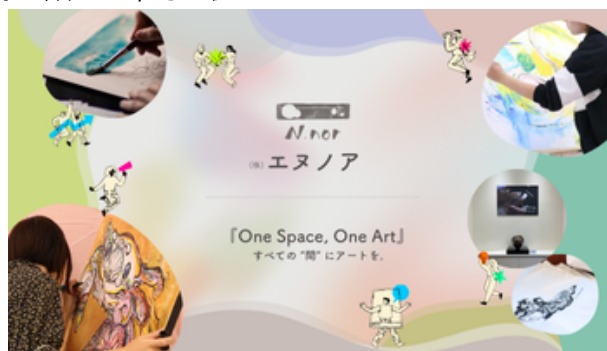 N.nor
(株)エヌノア
『One Space, One Art』
すべての "間" にアートを.